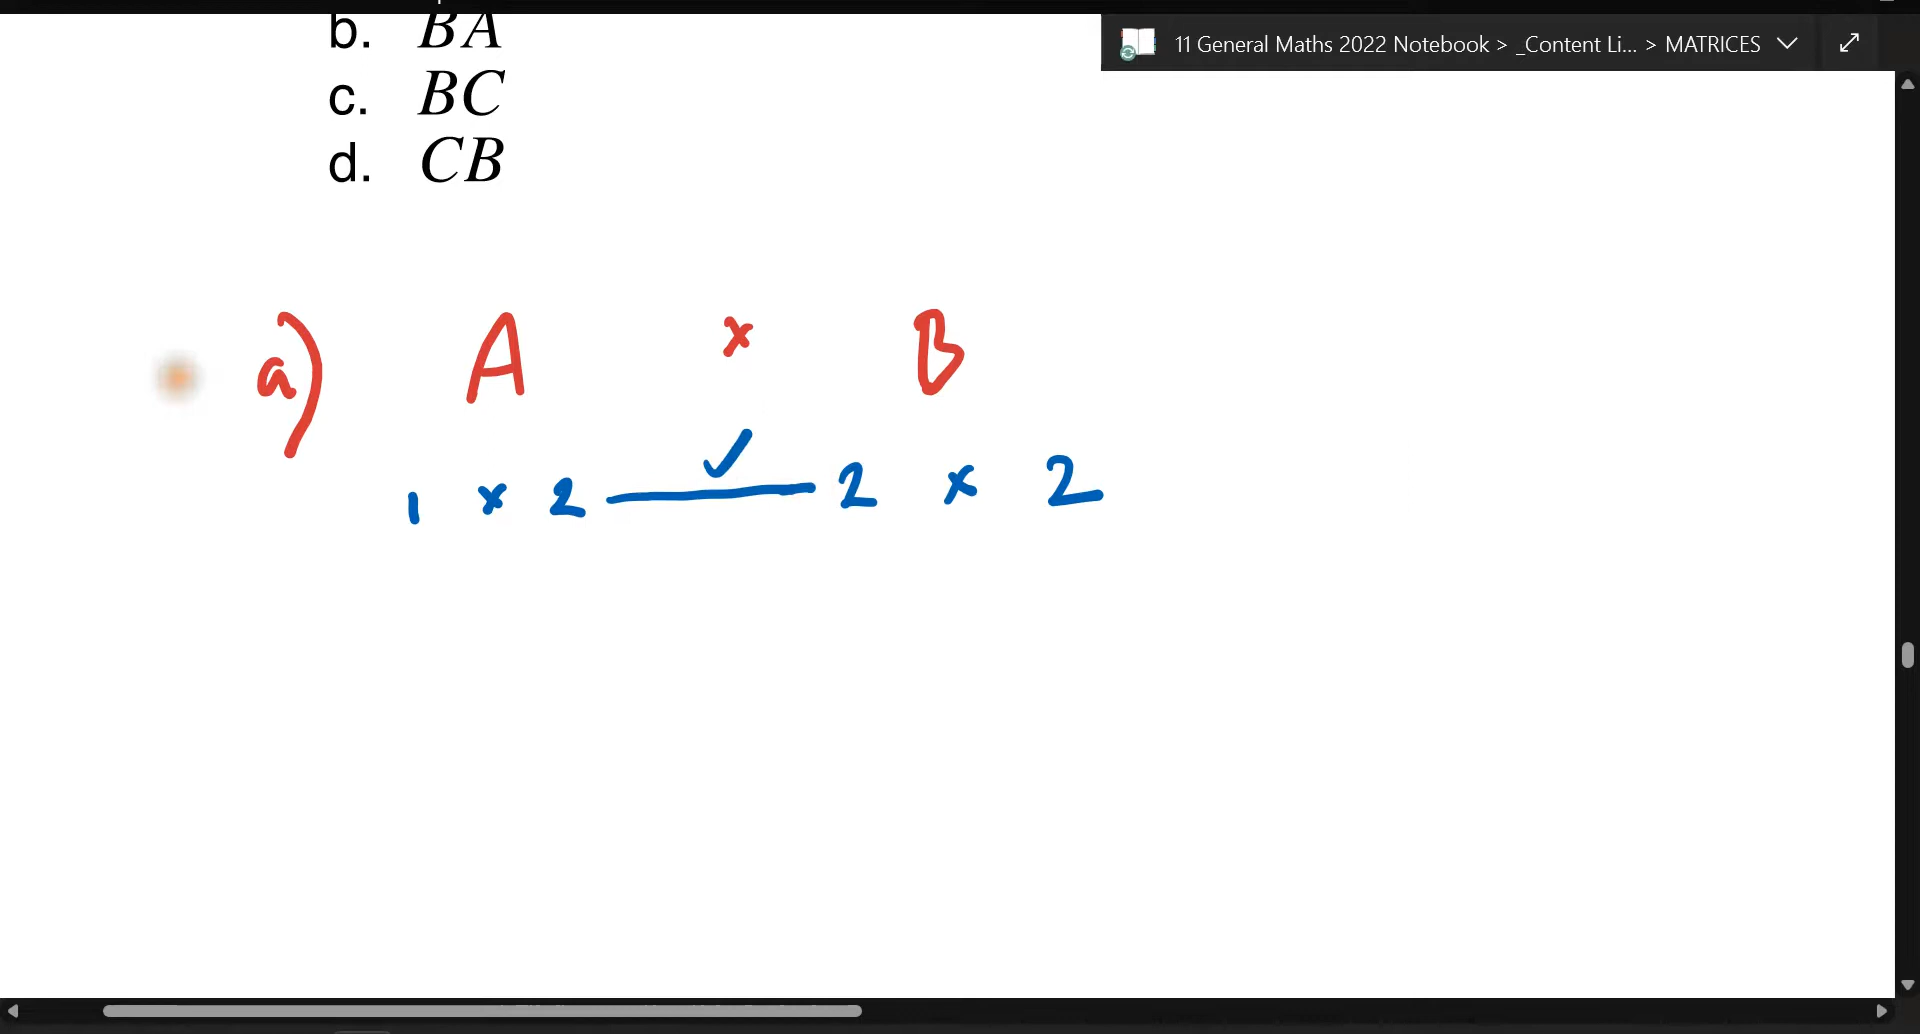 b. BA
11 General Maths 2022 Notebook > _Content Li... > MATRICES
c. BC
d. CB
a) A × B
1 × 2 — ✓ 2 × 2